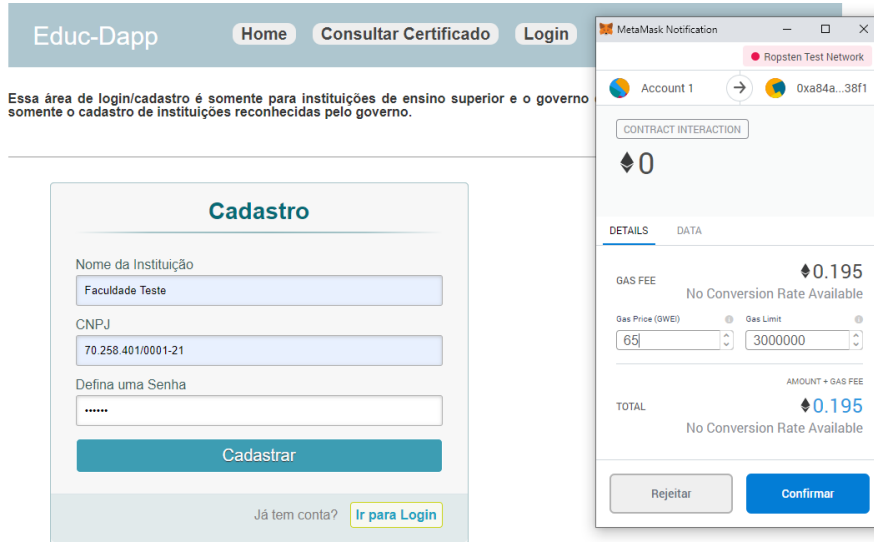 Educ-Dapp
Home
Consultar Certificado
Login
Essa área de login/cadastro é somente para instituições de ensino superior e o governo
somente o cadastro de instituições reconhecidas pelo governo.
Cadastro
Nome da Instituição
Faculdade Teste
CNPJ
70.258.401/0001-21
Defina uma Senha
••••••
Cadastrar
Já tem conta?
Ir para Login
MetaMask Notification
Ropsten Test Network
Account 1
0xa84a...38f1
CONTRACT INTERACTION
0
DETAILS
DATA
GAS FEE
0.195
No Conversion Rate Available
Gas Price (GWEI)
Gas Limit
65
3000000
AMOUNT + GAS FEE
TOTAL
0.195
No Conversion Rate Available
Rejeitar
Confirmar